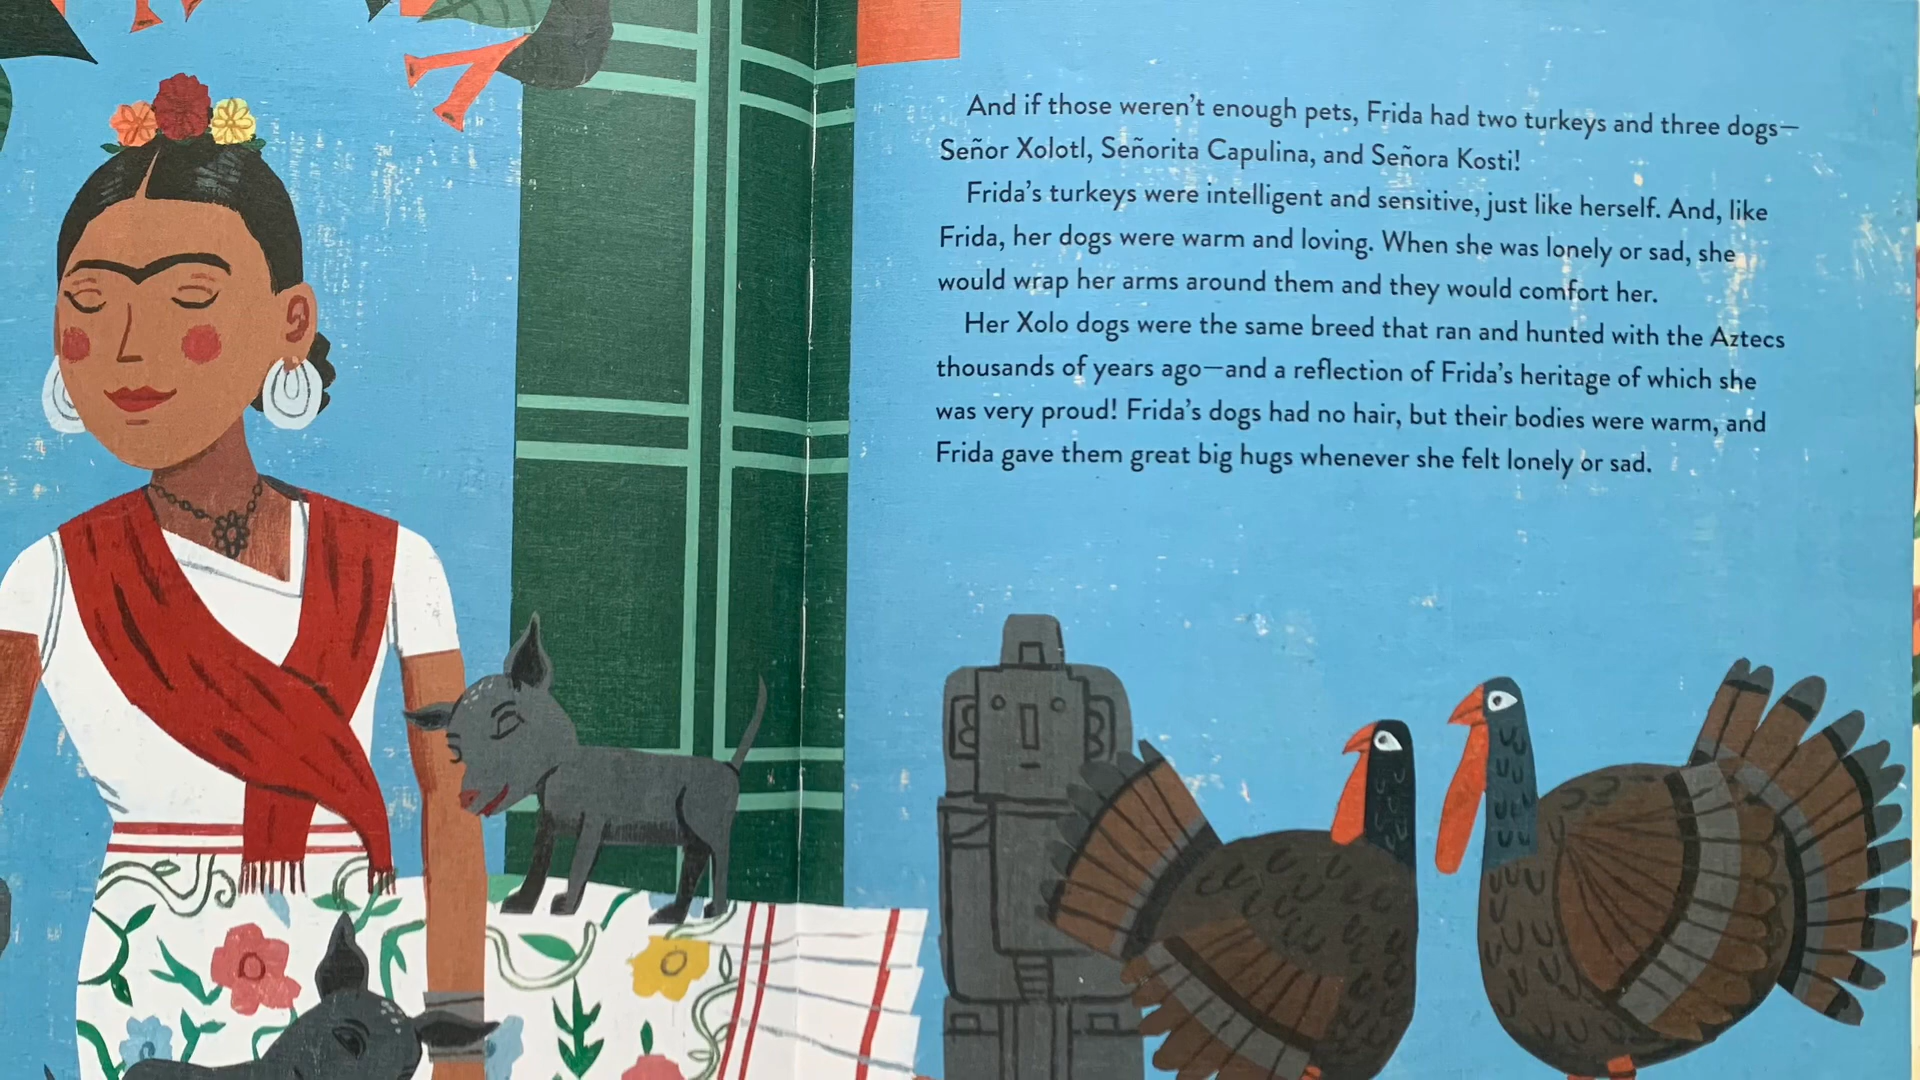 And if those weren't enough pets, Frida had two turkeys and three dogs—
Señor Xolotl, Señorita Capulina, and Señora Kosti!
Frida's turkeys were intelligent and sensitive, just like herself. And, like
Frida, her dogs were warm and loving. When she was lonely or sad, she
would wrap her arms around them and they would comfort her.
Her Xolo dogs were the same breed that ran and hunted with the Aztecs
thousands of years ago—and a reflection of Frida's heritage of which she
was very proud! Frida's dogs had no hair, but their bodies were warm, and
Frida gave them great big hugs whenever she felt lonely or sad.